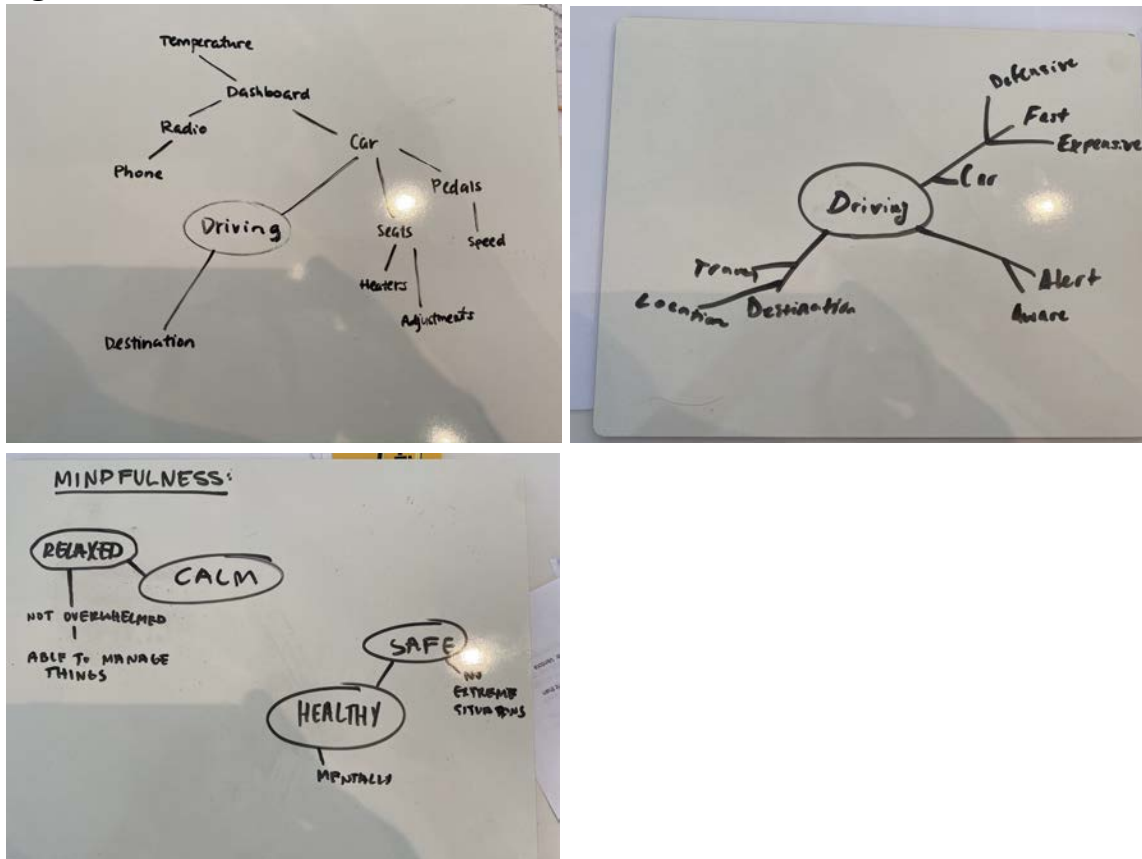 Temperature
Dashboard
Radio
Phone
Car
Pedals
Speed
Seats
Heaters
Adjustments
Driving
Destination
Defensive
Fast
Expensive
Car
Driving
Travel
Location
Destination
Alert
Aware
MINDFULNESS:
RELAXED
CALM
NOT OVERWHELMED
ABLE TO MANAGE
THINGS
SAFE
NO
EXTREME
SITUATIONS
HEALTHY
MENTALLY